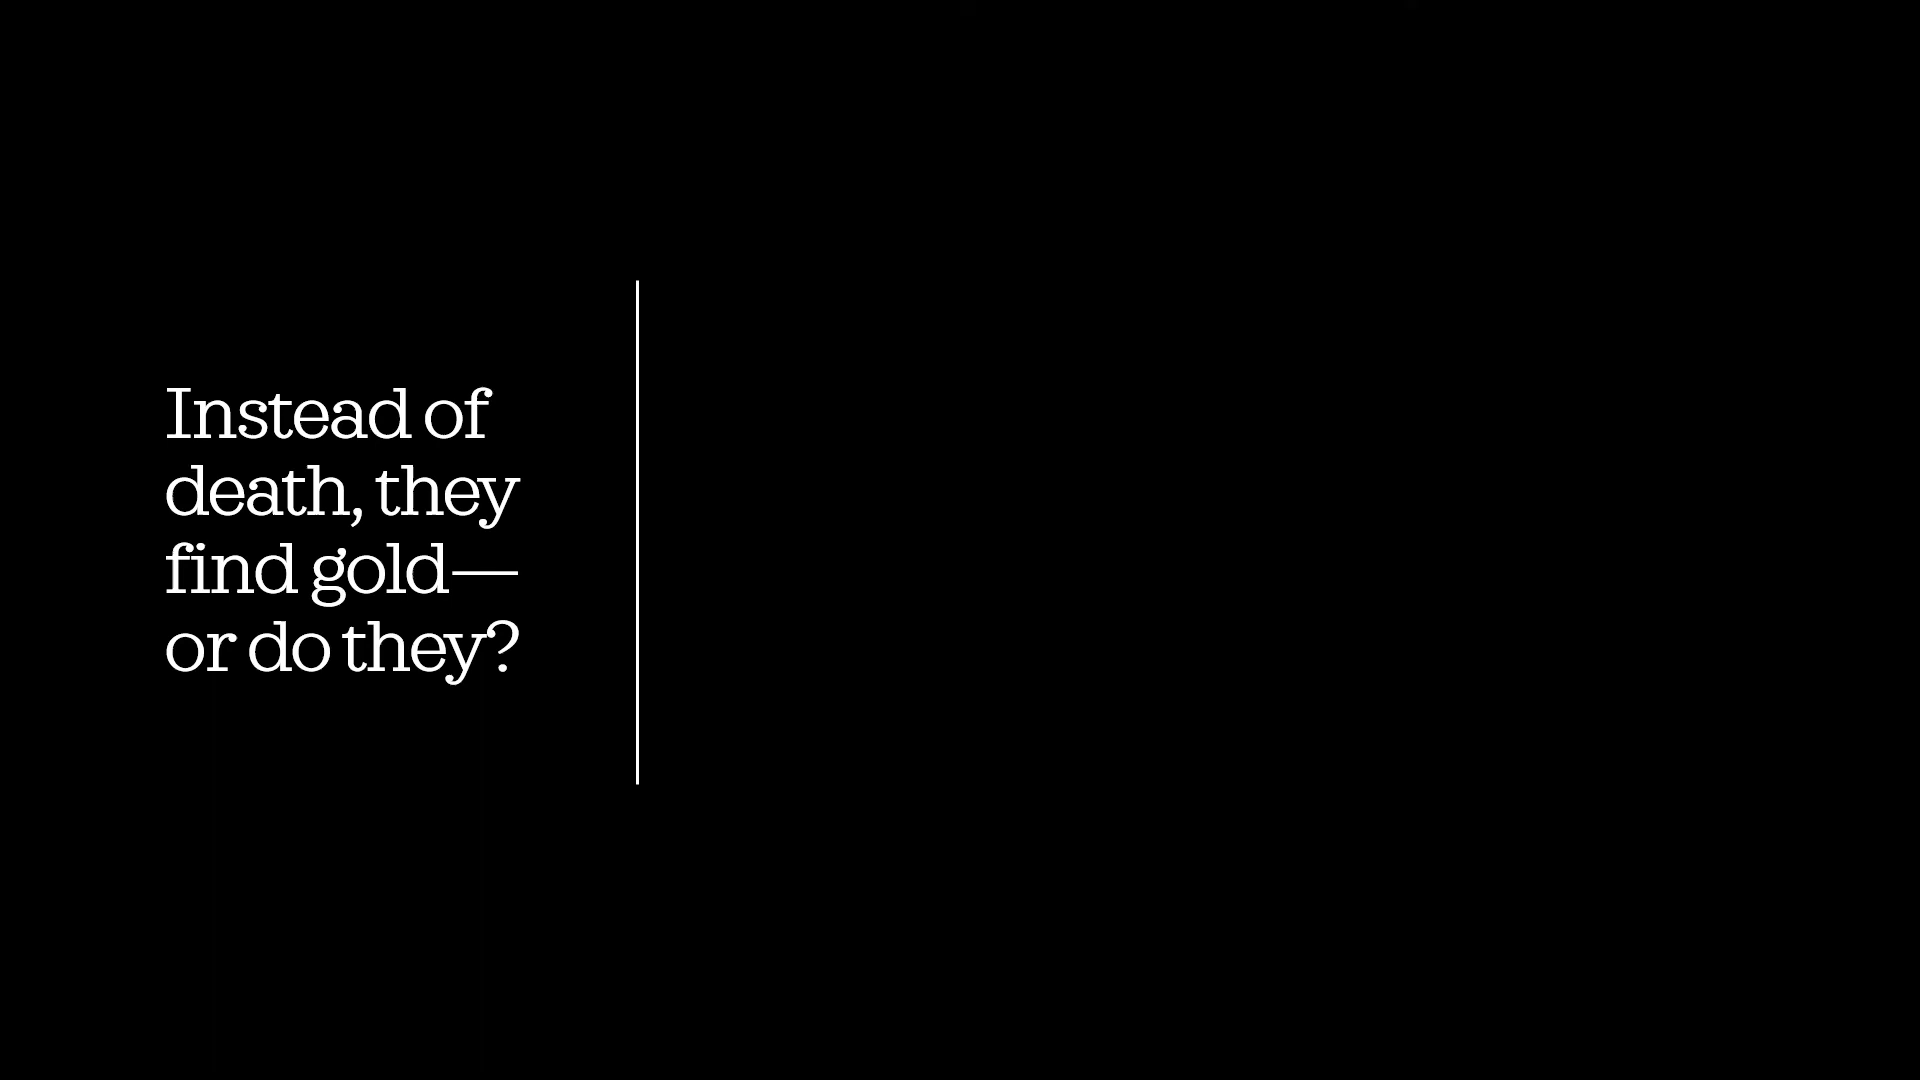 Instead of
death, they
find gold—
or do they?